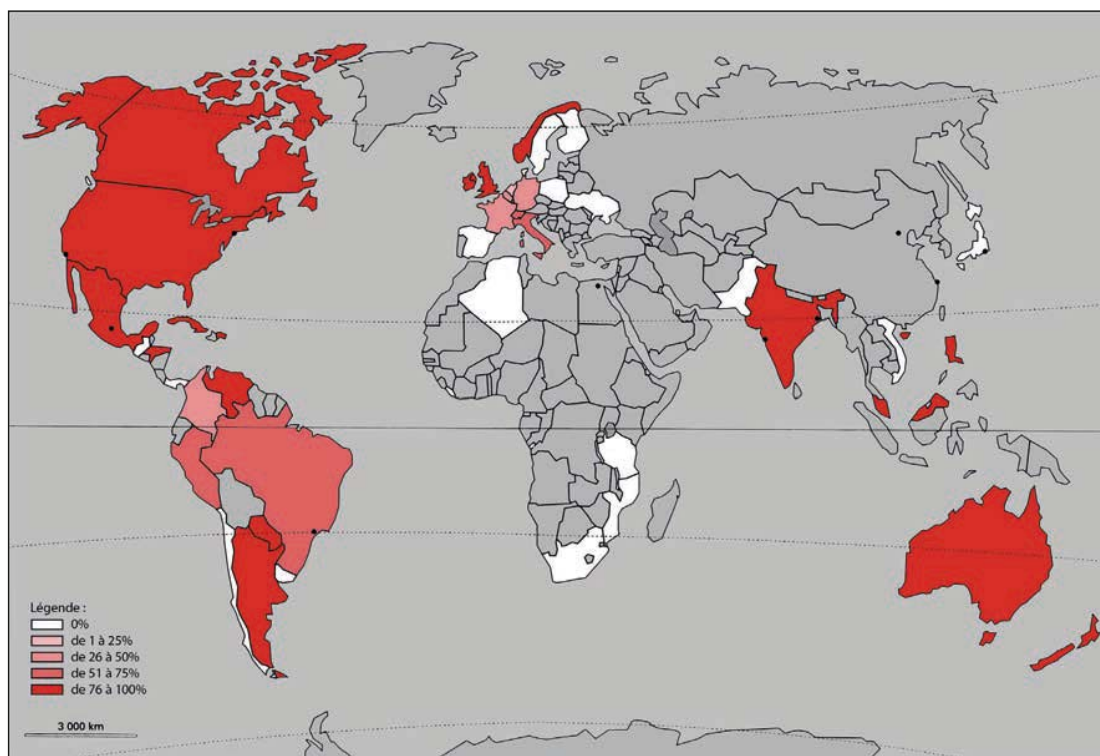 Légende :
0%
de 1 à 25%
de 26 à 50%
de 51 à 75%
de 76 à 100%
3 000 km